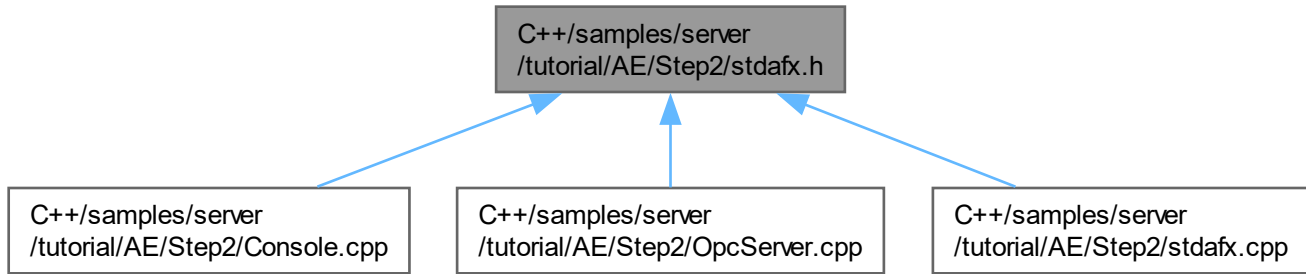 C++/samples/server
/tutorial/AE/Step2/stdafx.h
C++/samples/server
/tutorial/AE/Step2/Console.cpp
C++/samples/server
/tutorial/AE/Step2/OpcServer.cpp
C++/samples/server
/tutorial/AE/Step2/stdafx.cpp